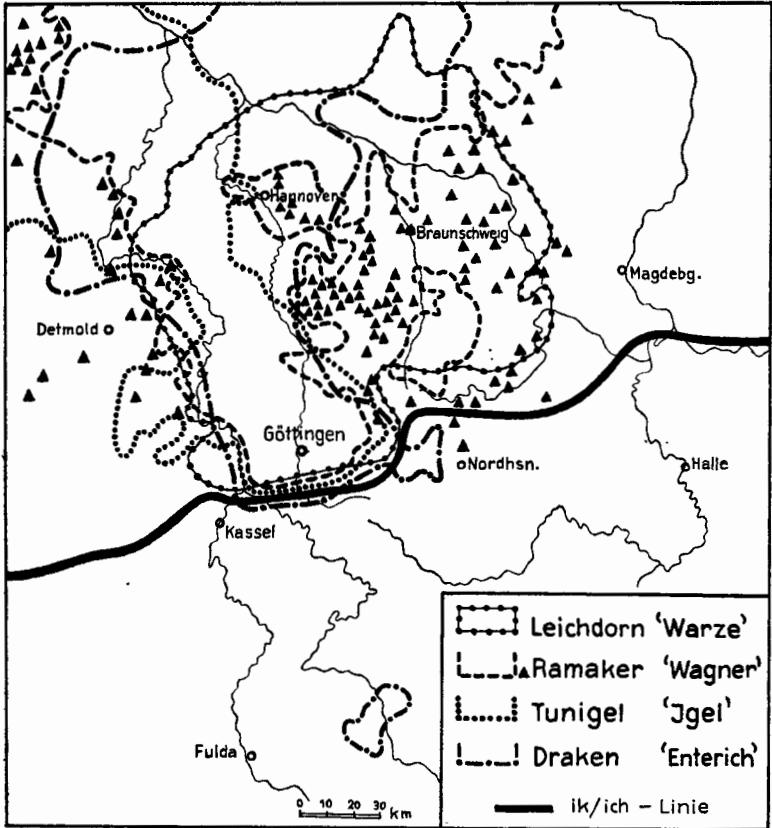 Hannover
Braunschweig
Magdebg.
Detmold
Göttingen
Nordhsn.
Halle
Kassel
Fulda
0 10 20 30 km
Leichdorn ‘Warze’
Ramaker ‘Wagner’
Tunigel ‘Jgel’
Draken ‘Enterich’
ik/ich – Linie